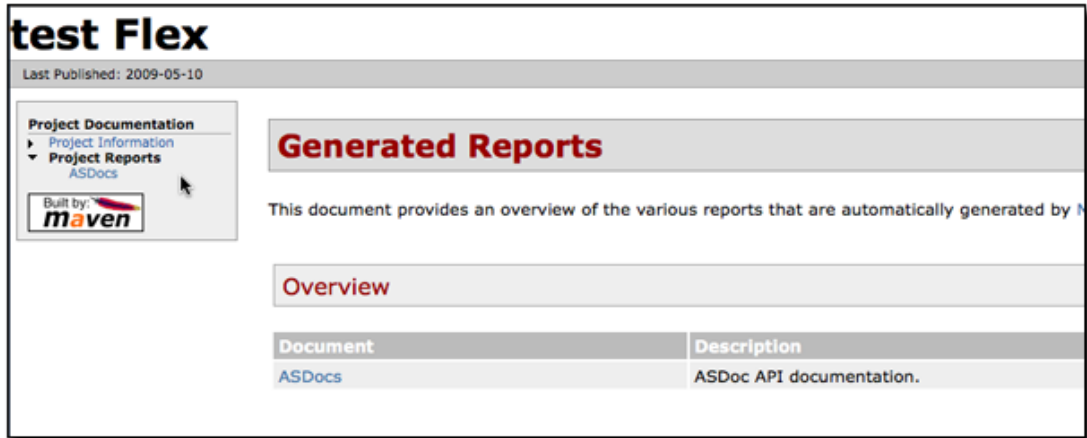 test Flex
Last Published: 2009-05-10
Project Documentation
Project Information
Project Reports
ASDocs
Built by:
maven
Generated Reports
This document provides an overview of the various reports that are automatically generated by
Overview
Document Description
ASDocs ASDoc API documentation.